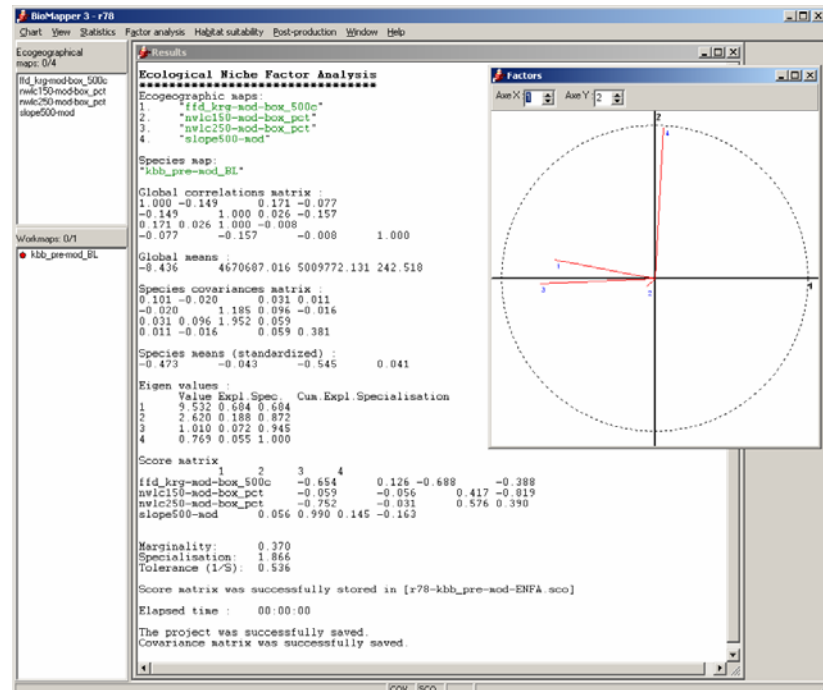 BioMapper 3 - r78
Chart View Statistics Factor analysis Habitat suitability Post-production Window Help
Ecogeographical
maps: 0/4
ffd_krg-mod-box_500c
nwlc150-mod-box_pct
nwlc250-mod-box_pct
slope500-mod
Workmaps: 0/1
kbb_pre-mod_BL
Results
Ecological Niche Factor Analysis
**********************************
Ecogeographic maps:
1. "ffd_krg-mod-box_500c"
2. "nwlc150-mod-box_pct"
3. "nwlc250-mod-box_pct"
4. "slope500-mod"
Species map:
"kbb_pre-mod_BL"
Global correlations matrix :
1.000 -0.149 0.171 -0.077
-0.149 1.000 0.026 -0.157
0.171 0.026 1.000 -0.008
-0.077 -0.157 -0.008 1.000
Global means :
-8.436 4670687.016 5009772.131 242.518
Species covariances matrix :
0.101 -0.020 0.031 0.011
-0.020 1.185 0.096 -0.016
0.031 0.096 1.952 0.059
0.011 -0.016 0.059 0.381
Species means (standardized) :
-0.473 -0.043 -0.545 0.041
Eigen values :
Value Expl.Spec. Cum.Expl.Specialisation
1 9.532 0.684 0.684
2 2.620 0.188 0.872
3 1.010 0.072 0.945
4 0.769 0.055 1.000
Score matrix
1 2 3 4
ffd_krg-mod-box_500c -0.654 0.126 -0.688 -0.388
nwlc150-mod-box_pct -0.059 -0.056 0.417 -0.819
nwlc250-mod-box_pct -0.752 -0.031 0.576 0.390
slope500-mod 0.056 0.990 0.145 -0.163
Marginality: 0.370
Specialisation: 1.866
Tolerance (1/S): 0.536
Score matrix was successfully stored in [r78-kbb_pre-mod-ENFA.sco]
Elapsed time : 00:00:00
The project was successfully saved.
Covariance matrix was successfully saved.
Factors
Axe X: 1 Axe Y: 2
2
4
1
3
2
1
COV SCO